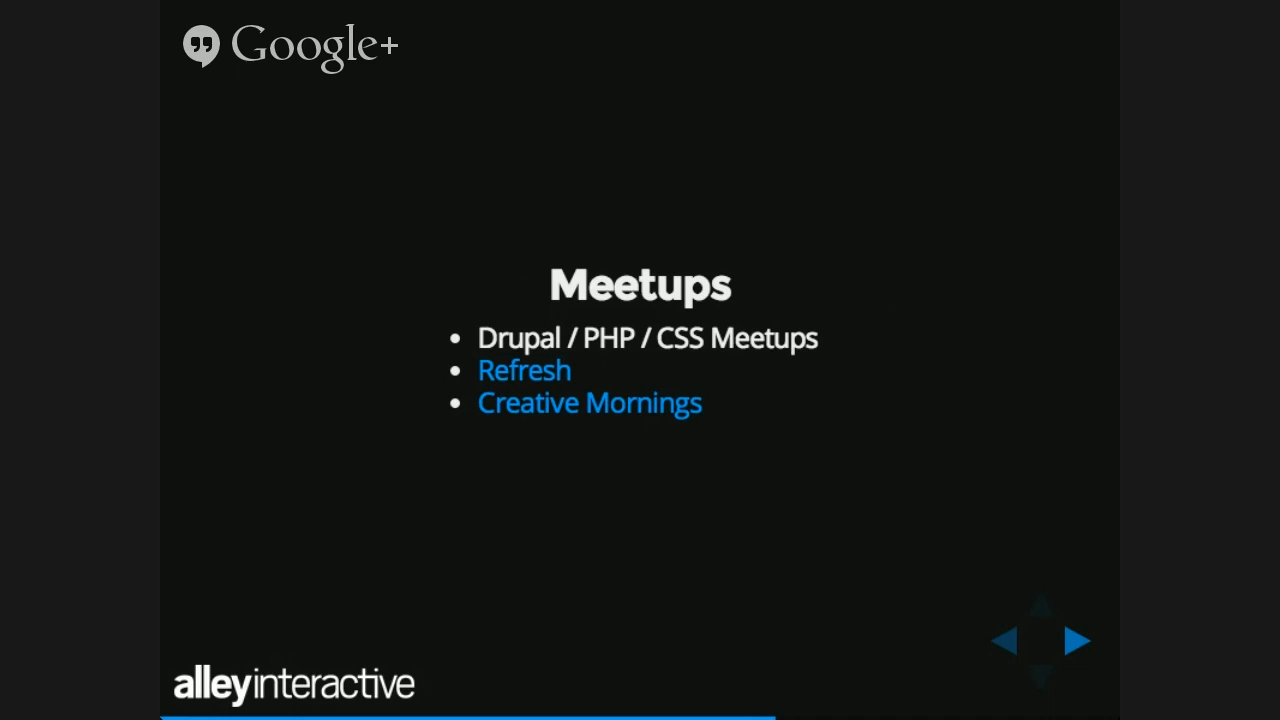 Google+
Meetups
Drupal / PHP / CSS Meetups
Refresh
Creative Mornings
alleyinteractive